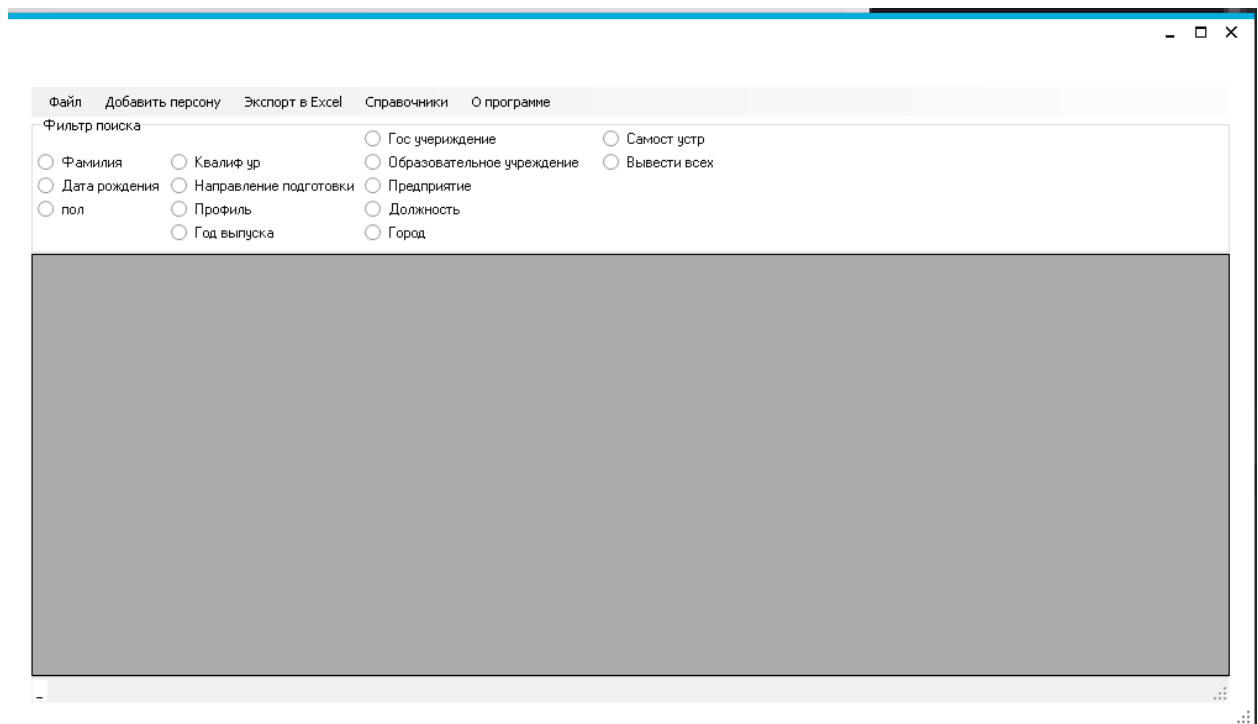 Файл Добавить персону Экспорт в Excel Справочники О программе
Фильтр поиска
Фамилия
Дата рождения
пол
Квалиф ур
Направление подготовки
Профиль
Год выпуска
Гос учериждение
Образовательное учреждение
Предприятие
Должность
Город
Самост устр
Вывести всех